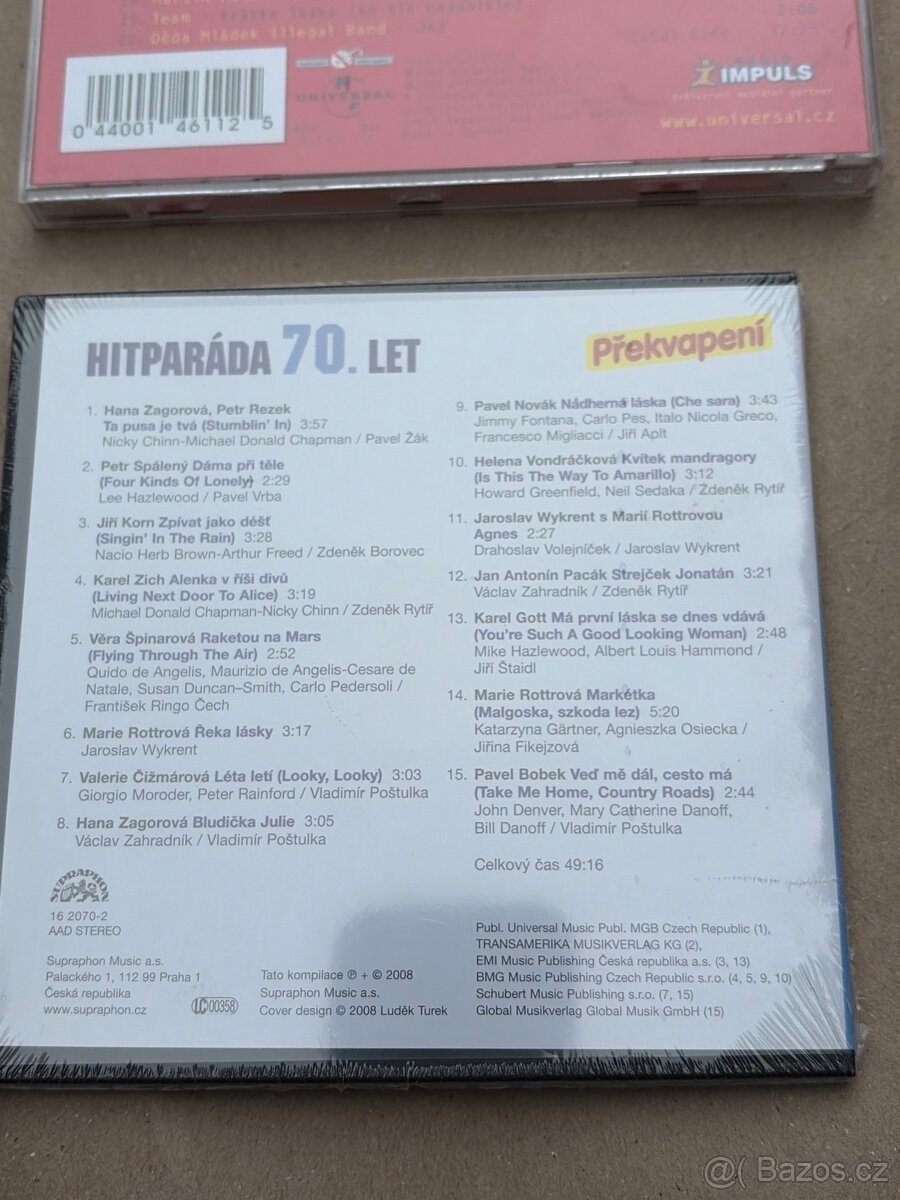 19. Team - Krátke lásky (sú tie najdlhšie)
20. Děda Mládek Illegal Band -
0 44001 46112 5
UNIVERSAL
IMPULS
exkluzivní mediální partner
www.universal.cz
HITPARÁDA 70. LET
Překvapení
1. Hana Zagorová, Petr Rezek
Ta pusa je tvá (Stumblin' In) 3:57
Nicky Chinn-Michael Donald Chapman / Pavel Žák
2. Petr Spálený Dáma při těle
(Four Kinds Of Lonely) 2:29
Lee Hazlewood / Pavel Vrba
3. Jiří Korn Zpívat jako déšť
(Singin' In The Rain) 3:28
Nacio Herb Brown-Arthur Freed / Zdeněk Borovec
4. Karel Zich Alenka v říši divů
(Living Next Door To Alice) 3:19
Michael Donald Chapman-Nicky Chinn / Zdeněk Rytíř
5. Věra Špinarová Raketou na Mars
(Flying Through The Air) 2:52
Quido de Angelis, Maurizio de Angelis-Cesare de
Natale, Susan Duncan-Smith, Carlo Pedersoli /
František Ringo Čech
6. Marie Rottrová Řeka lásky 3:17
Jaroslav Wykrent
7. Valerie Čižmárová Léta letí (Looky, Looky) 3:03
Giorgio Moroder, Peter Rainford / Vladimír Poštulka
8. Hana Zagorová Bludička Julie 3:05
Václav Zahradník / Vladimír Poštulka
9. Pavel Novák Nádherná láska (Che sara) 3:43
Jimmy Fontana, Carlo Pes, Italo Nicola Greco,
Francesco Migliacci / Jiří Aplt
10. Helena Vondráčková Kvítek mandragory
(Is This The Way To Amarillo) 3:12
Howard Greenfield, Neil Sedaka / Zdeněk Rytíř
11. Jaroslav Wykrent s Marií Rottrovou
Agnes 2:27
Drahoslav Volejníček / Jaroslav Wykrent
12. Jan Antonín Pacák Strejček Jonatán 3:21
Václav Zahradník / Zdeněk Rytíř
13. Karel Gott Má první láska se dnes vdává
(You're Such A Good Looking Woman) 2:48
Mike Hazlewood, Albert Louis Hammond /
Jiří Štaidl
14. Marie Rottrová Markétka
(Malgoska, szkoda lez) 5:20
Katarzyna Gärtner, Agnieszka Osiecka /
Jiřina Fikejzová
15. Pavel Bobek Veď mě dál, cesto má
(Take Me Home, Country Roads) 2:44
John Denver, Mary Catherine Danoff,
Bill Danoff / Vladimír Poštulka
Celkový čas 49:16
SUPRAPHON
16 2070-2
AAD STEREO
Supraphon Music a.s.
Palackého 1, 112 99 Praha 1
Česká republika
www.supraphon.cz
LC 00358
Tato kompilace ℗ + © 2008
Supraphon Music a.s.
Cover design © 2008 Luděk Turek
Publ. Universal Music Publ. MGB Czech Republic (1),
TRANSAMERIKA MUSIKVERLAG KG (2),
EMI Music Publishing Česká republika a.s. (3, 13)
BMG Music Publishing Czech Republic s.r.o. (4, 5, 9, 10)
Schubert Music Publishing s.r.o. (7, 15)
Global Musikverlag Global Musik GmbH (15)
@( Bazos.cz